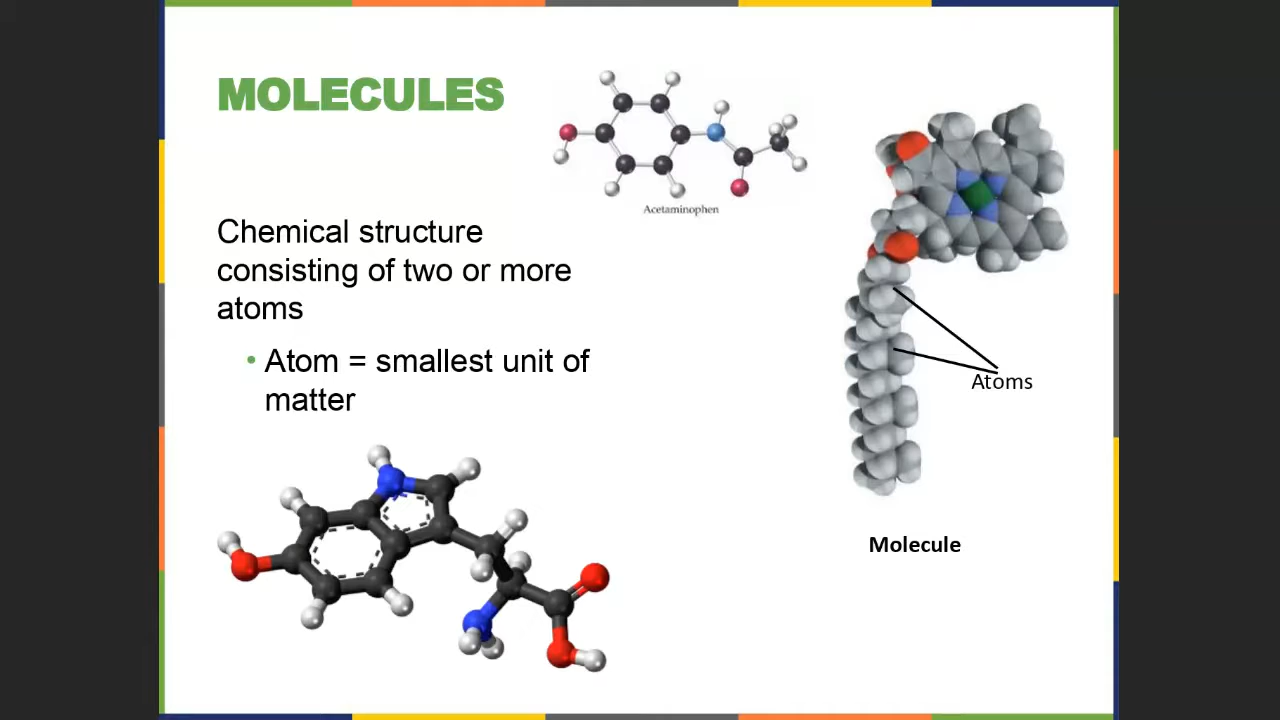 MOLECULES
Acetaminophen
Chemical structure
consisting of two or more
atoms
• Atom = smallest unit of
matter
Atoms
Molecule